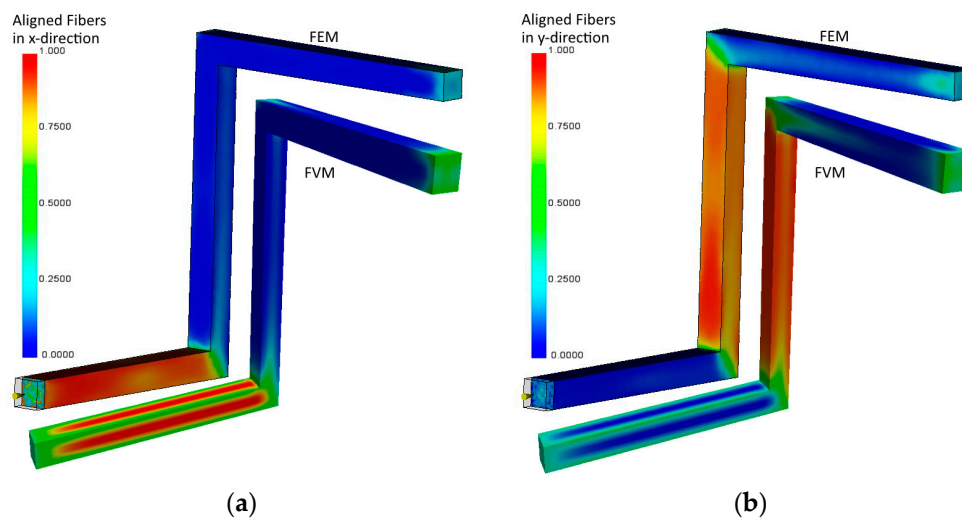 Aligned Fibers
in x-direction
1.000
0.7500
0.5000
0.2500
0.0000
FEM
FVM
(a)
Aligned Fibers
in y-direction
1.000
0.7500
0.5000
0.2500
0.0000
FEM
FVM
(b)